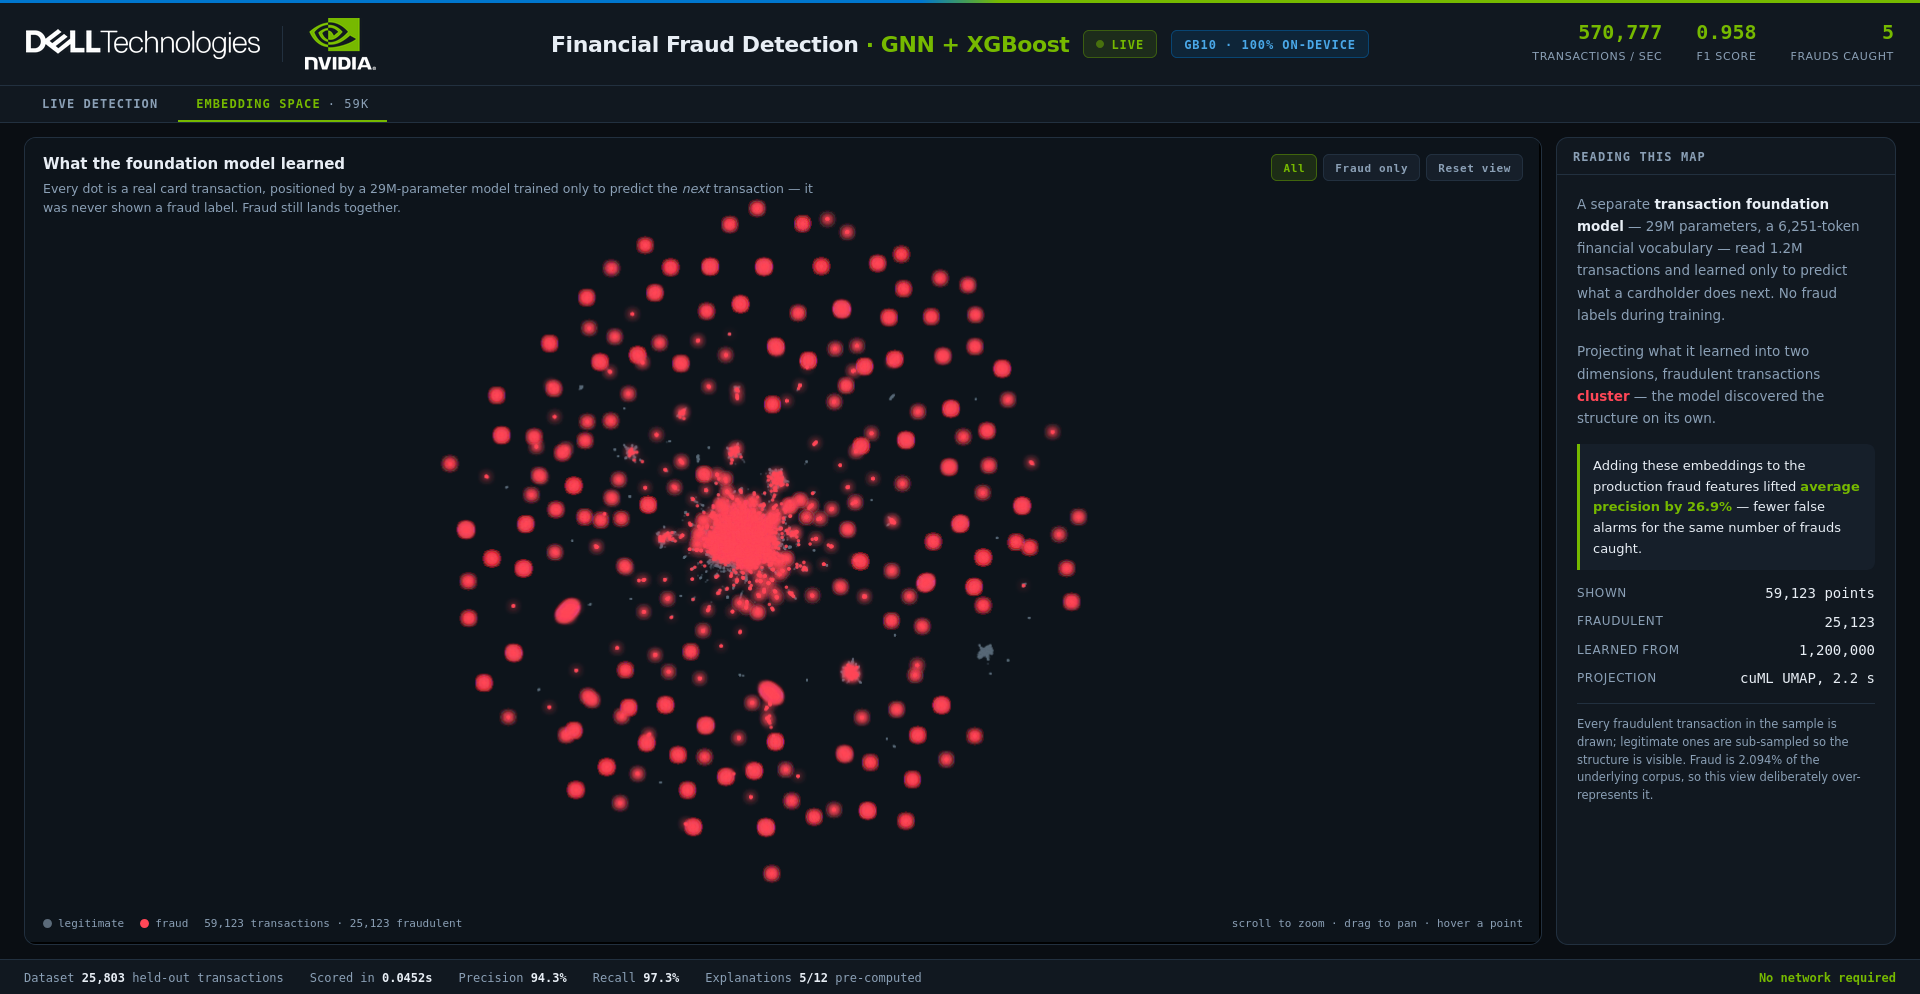 DELLTechnologies
NVIDIA.
Financial Fraud Detection · GNN + XGBoost
LIVE
GB10 · 100% ON-DEVICE
570,777
TRANSACTIONS / SEC
0.958
F1 SCORE
5
FRAUDS CAUGHT
LIVE DETECTION
EMBEDDING SPACE · 59K
What the foundation model learned
Every dot is a real card transaction, positioned by a 29M-parameter model trained only to predict the next transaction — it
was never shown a fraud label. Fraud still lands together.
All
Fraud only
Reset view
legitimate
fraud
59,123 transactions · 25,123 fraudulent
scroll to zoom · drag to pan · hover a point
READING THIS MAP
A separate transaction foundation
model — 29M parameters, a 6,251-token
financial vocabulary — read 1.2M
transactions and learned only to predict
what a cardholder does next. No fraud
labels during training.
Projecting what it learned into two
dimensions, fraudulent transactions
cluster — the model discovered the
structure on its own.
Adding these embeddings to the
production fraud features lifted average
precision by 26.9% — fewer false
alarms for the same number of frauds
caught.
SHOWN 59,123 points
FRAUDULENT 25,123
LEARNED FROM 1,200,000
PROJECTION cuML UMAP, 2.2 s
Every fraudulent transaction in the sample is
drawn; legitimate ones are sub-sampled so the
structure is visible. Fraud is 2.094% of the
underlying corpus, so this view deliberately over-
represents it.
Dataset 25,803 held-out transactions
Scored in 0.0452s
Precision 94.3%
Recall 97.3%
Explanations 5/12 pre-computed
No network required